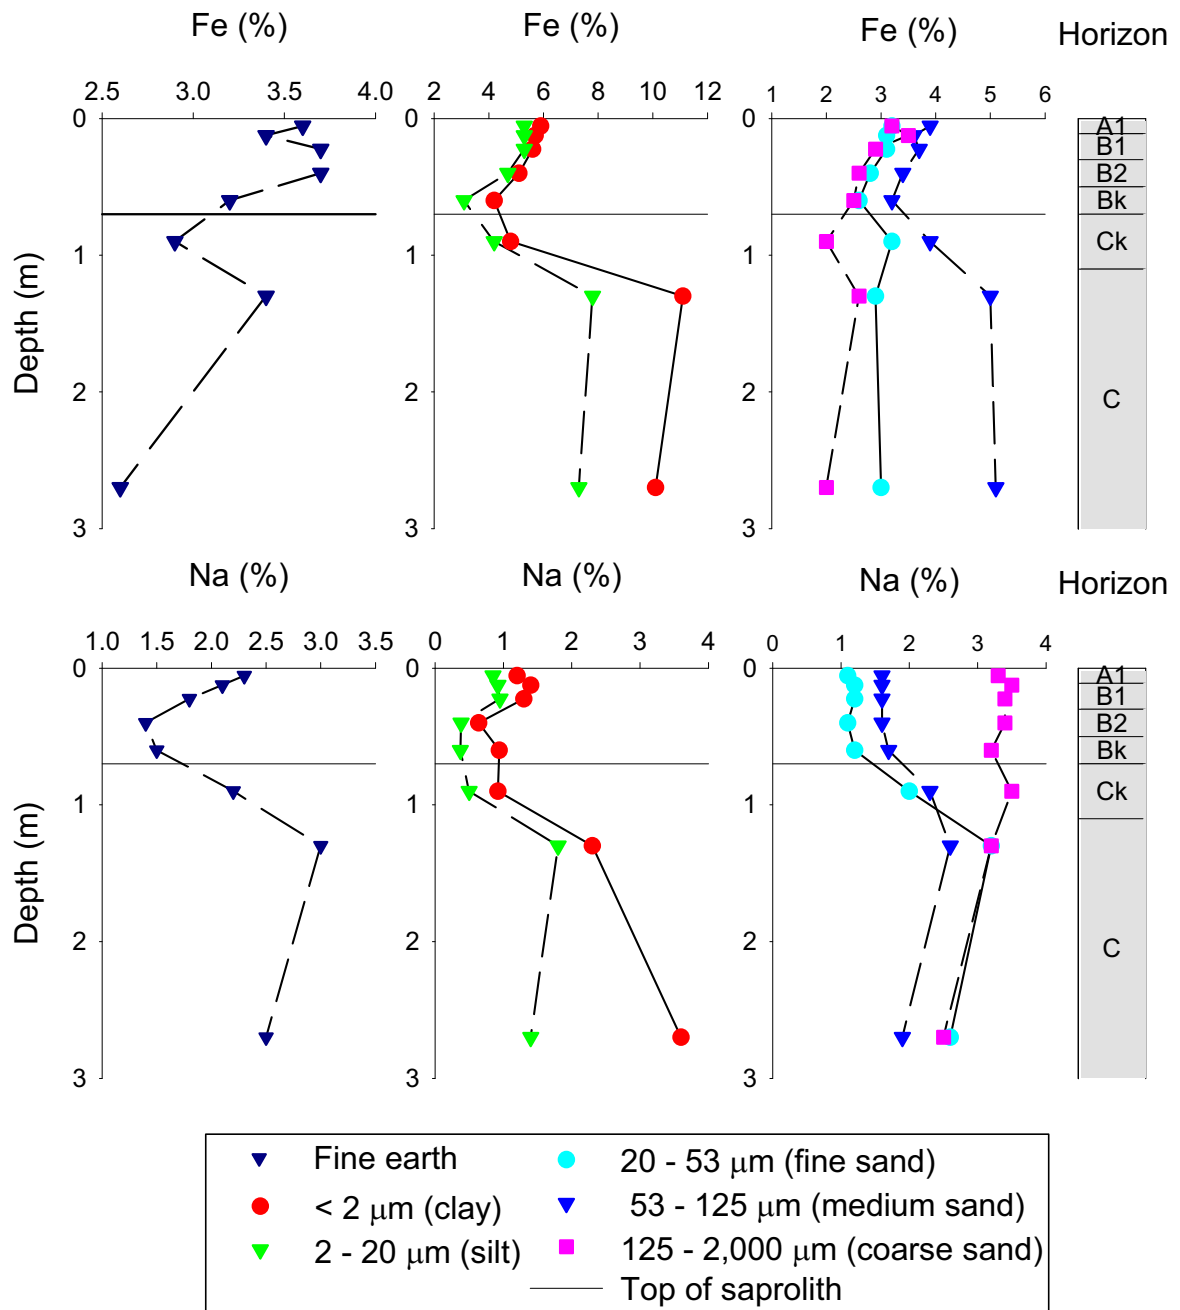 Fe (%) Fe (%) Fe (%) Horizon
2.5 3.0 3.5 4.0 2 4 6 8 10 12 1 2 3 4 5 6
0 0 0 A1
B1
B2
Bk
1 1 1 Ck
Depth (m)
2 2 2 C
3 3 3
Na (%) Na (%) Na (%) Horizon
1.0 1.5 2.0 2.5 3.0 3.5 0 1 2 3 4 0 1 2 3 4
0 0 0 A1
B1
B2
Bk
1 1 1 Ck
Depth (m)
2 2 2 C
3 3 3
Fine earth 20 - 53 μm (fine sand)
< 2 μm (clay) 53 - 125 μm (medium sand)
2 - 20 μm (silt) 125 - 2,000 μm (coarse sand)
Top of saprolith